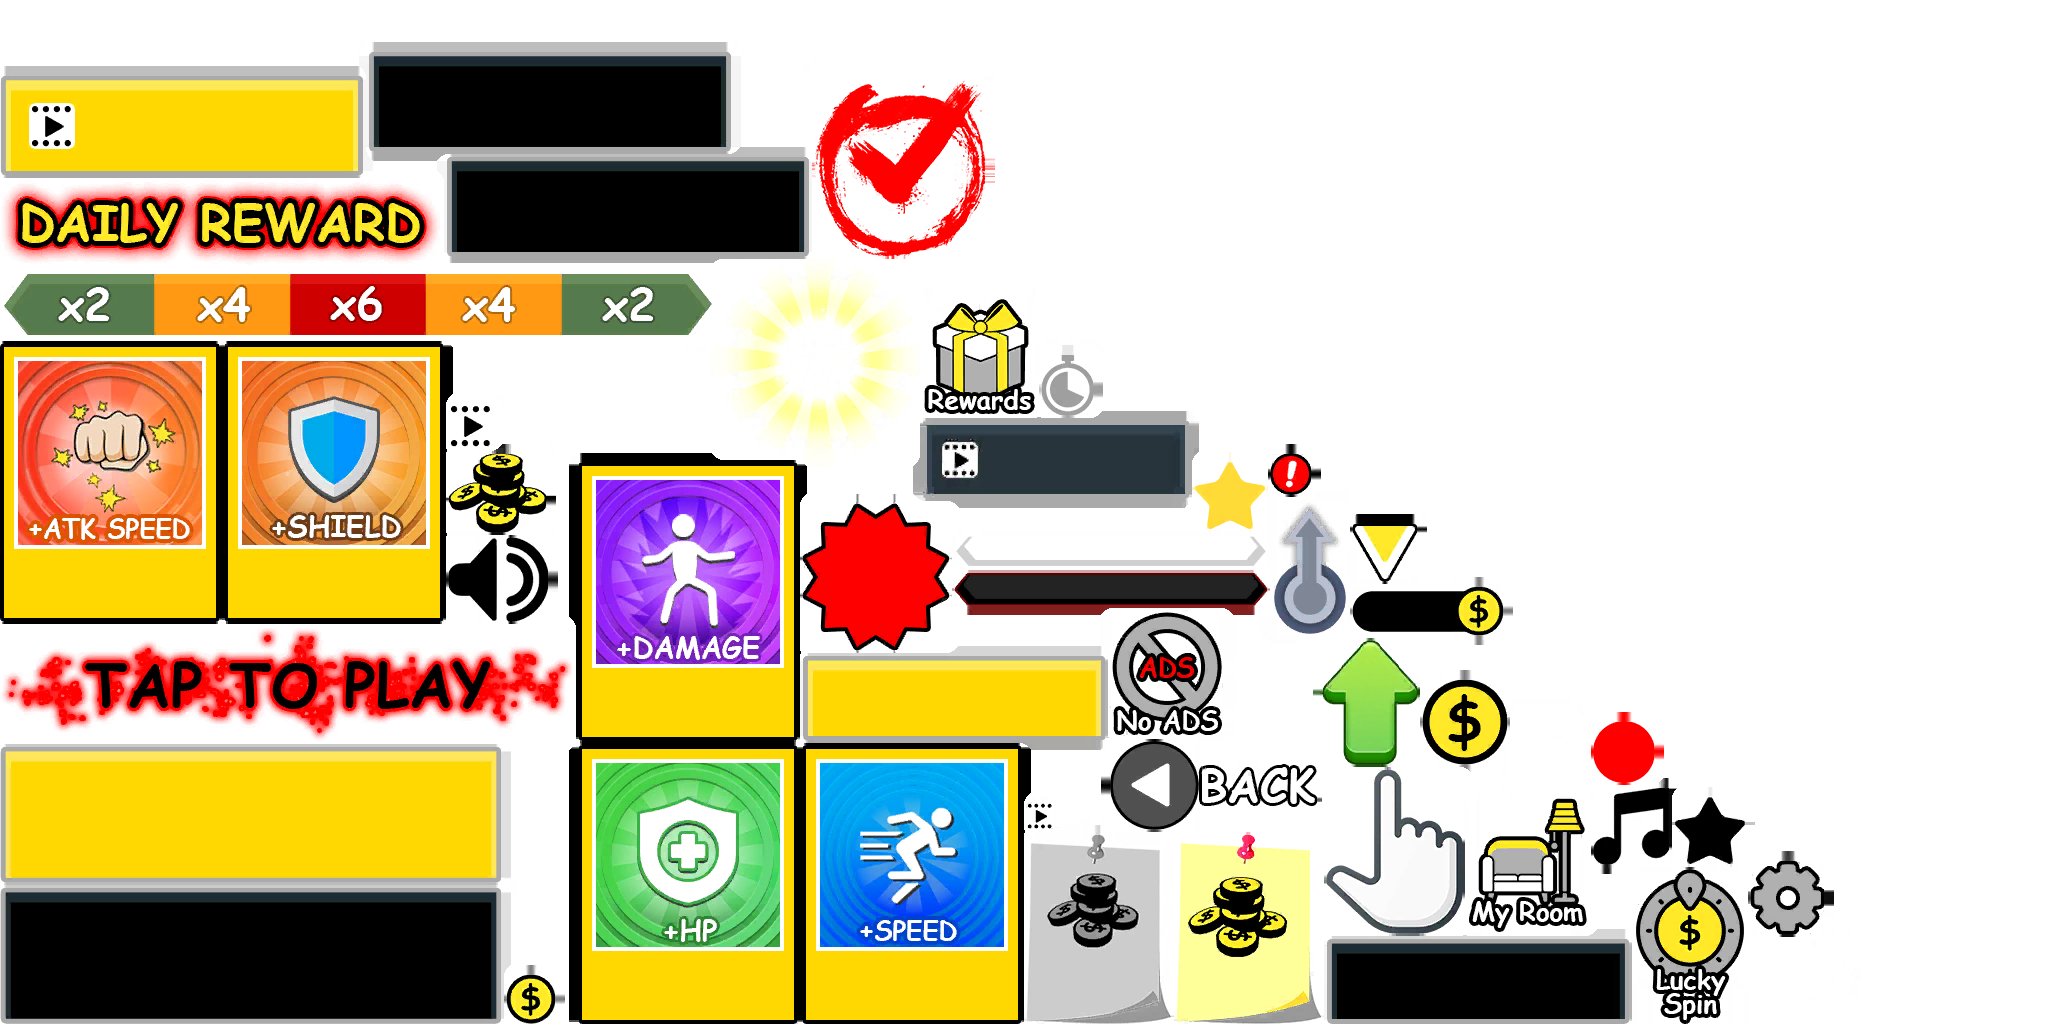 DAILY REWARD
x2 x4 x6 x4 x2
Rewards
+ATK SPEED
+SHIELD
$
!
+DAMAGE
$
TAP TO PLAY
ADS
No ADS
$
BACK
+HP
+SPEED
My Room
$
$
Lucky
Spin